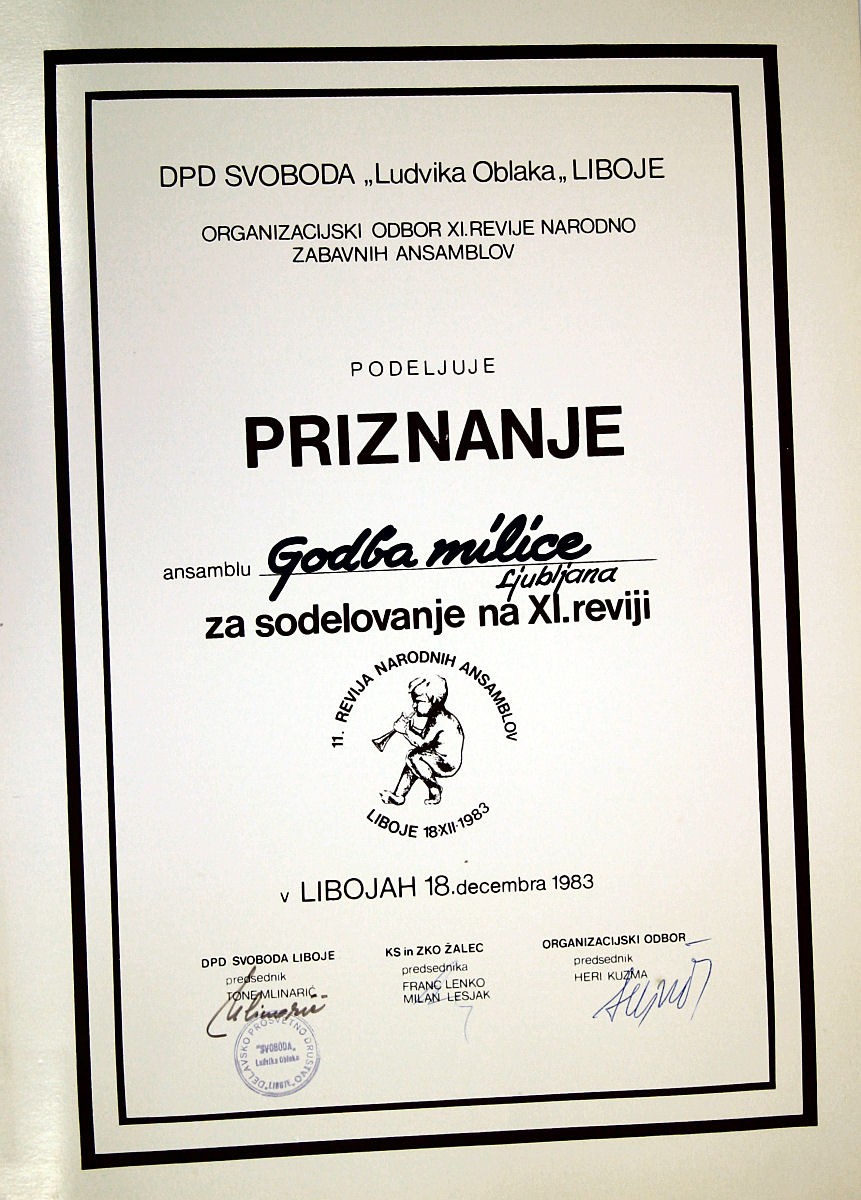 DPD SVOBODA „Ludvika Oblaka„ LIBOJE
ORGANIZACIJSKI ODBOR XI.REVIJE NARODNO
ZABAVNIH ANSAMBLOV
PODELJUJE
PRIZNANJE
ansamblu Godba milice
Ljubljana
za sodelovanje na XI.reviji
11. REVIJA NARODNIH ANSAMBLOV
LIBOJE 18·XII·1983
v LIBOJAH 18.decembra 1983
DPD SVOBODA LIBOJE
predsednik
TONE MLINARIČ
KS in ZKO ŽALEC
predsednika
FRANC LENKO
MILAN LESJAK
ORGANIZACIJSKI ODBOR
predsednik
HERI KUZMA
DELAVSKO PROSVETNO DRUŠTVO
"SVOBODA„
Ludvika Oblaka
„LIBOJE"